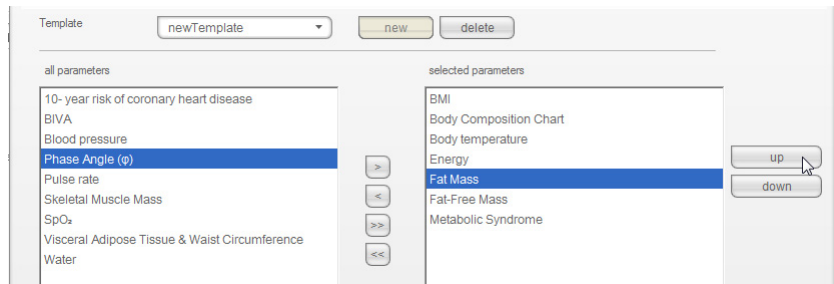 Template newTemplate new delete
all parameters
10- year risk of coronary heart disease
BIVA
Blood pressure
Phase Angle (φ)
Pulse rate
Skeletal Muscle Mass
SpO₂
Visceral Adipose Tissue & Waist Circumference
Water
>
<
>>
<<
selected parameters
BMI
Body Composition Chart
Body temperature
Energy
Fat Mass
Fat-Free Mass
Metabolic Syndrome
up
down